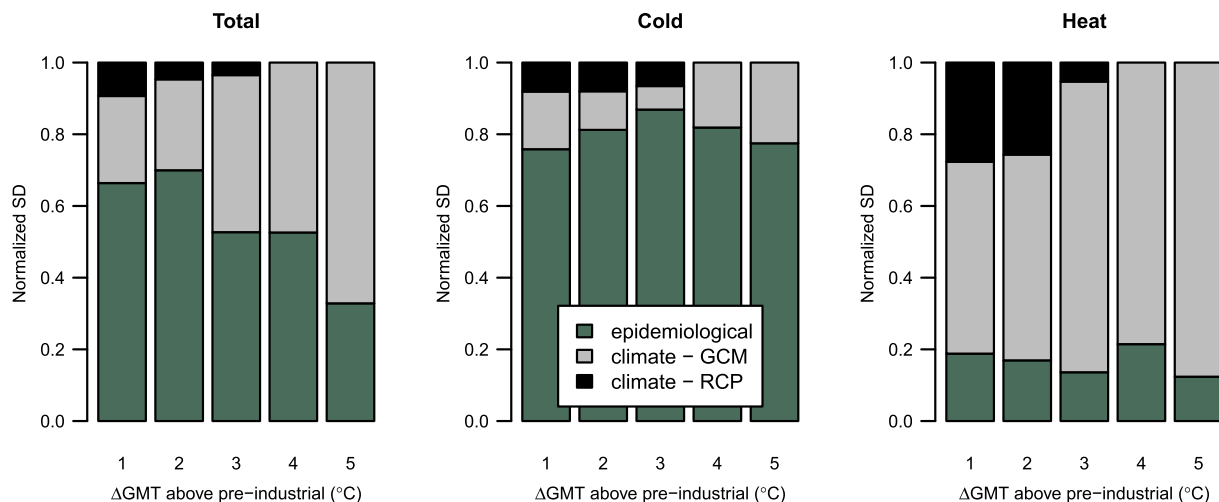 Total
Normalized SD
1.0
0.8
0.6
0.4
0.2
0.0
1 2 3 4 5
ΔGMT above pre−industrial (°C)
Cold
Normalized SD
1.0
0.8
0.6
0.4
0.2
0.0
epidemiological
climate − GCM
climate − RCP
1 2 3 4 5
ΔGMT above pre−industrial (°C)
Heat
Normalized SD
1.0
0.8
0.6
0.4
0.2
0.0
1 2 3 4 5
ΔGMT above pre−industrial (°C)